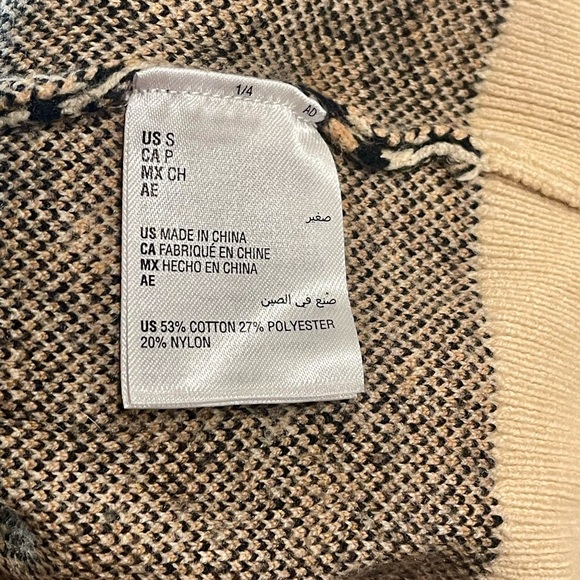 1/4
AD
US S
CA P
MX CH
AE
صغير
US MADE IN CHINA
CA FABRIQUÉ EN CHINE
MX HECHO EN CHINA
AE
صُنع في الصين
US 53% COTTON 27% POLYESTER
20% NYLON